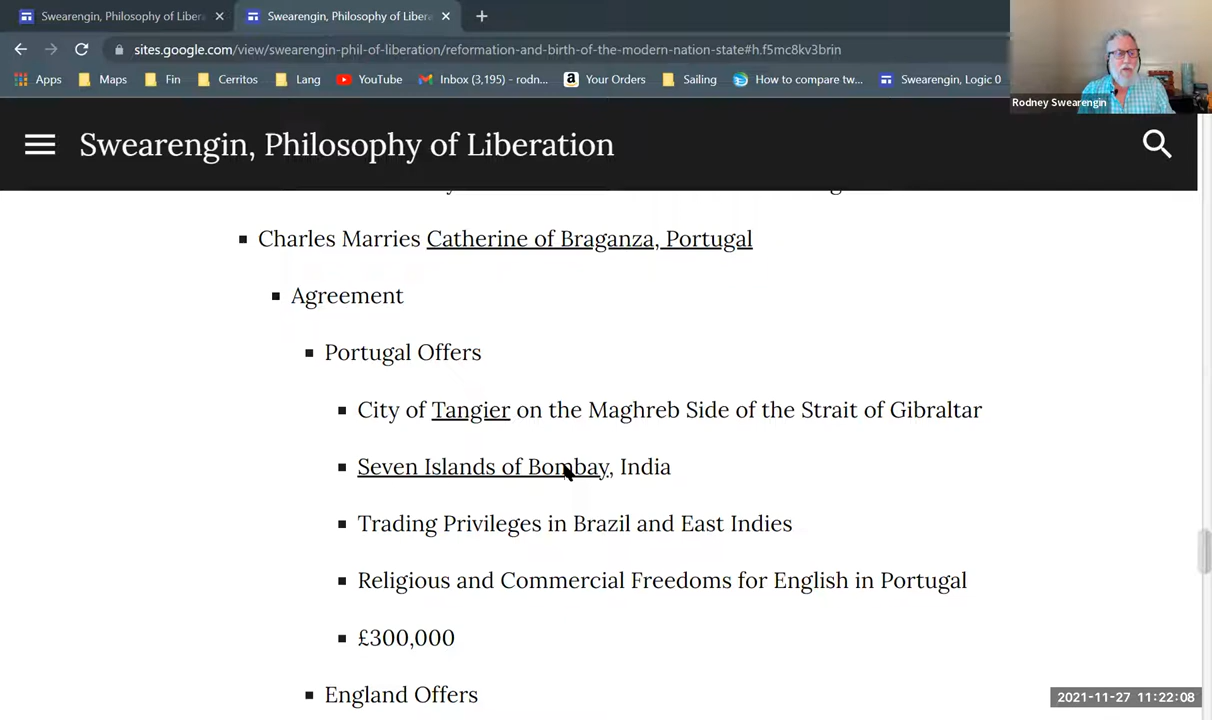 Swearengin, Philosophy of Liber
Swearengin, Philosophy of Liber
sites.google.com/view/swearengin-phil-of-liberation/reformation-and-birth-of-the-modern-nation-state#h.f5mc8kv3brin
Apps Maps Fin Cerritos Lang YouTube Inbox (3,195) - rodn... Your Orders Sailing How to compare tw... Swearengin, Logic 0
Rodney Swearengin
Swearengin, Philosophy of Liberation
▪ Charles Marries Catherine of Braganza, Portugal
▪ Agreement
▪ Portugal Offers
▪ City of Tangier on the Maghreb Side of the Strait of Gibraltar
▪ Seven Islands of Bombay, India
▪ Trading Privileges in Brazil and East Indies
▪ Religious and Commercial Freedoms for English in Portugal
▪ £300,000
▪ England Offers
2021-11-27 11:22:08